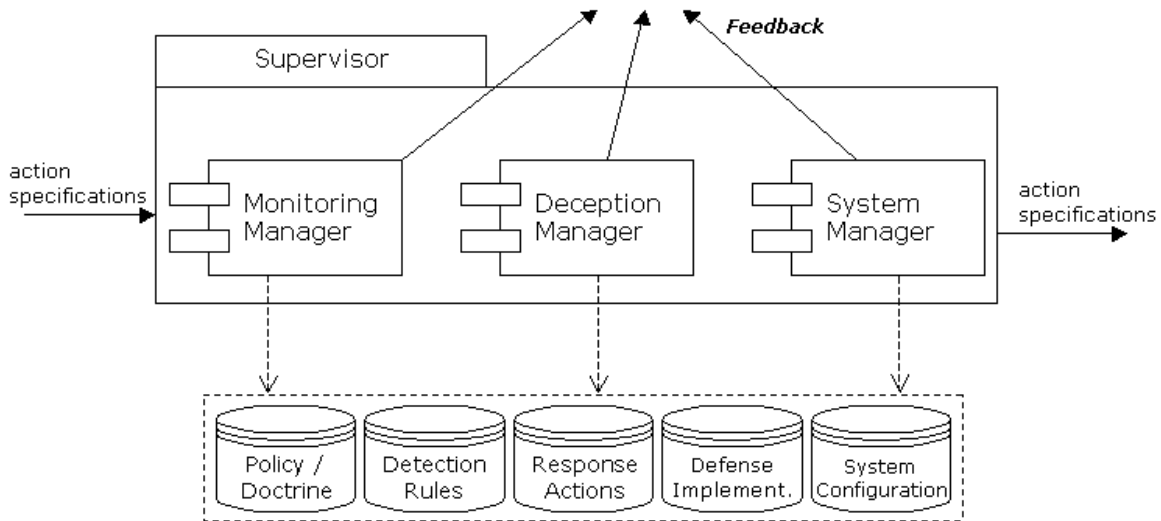 Feedback
Supervisor
action
specifications
Monitoring
Manager
Deception
Manager
System
Manager
action
specifications
Policy /
Doctrine
Detection
Rules
Response
Actions
Defense
Implement.
System
Configuration